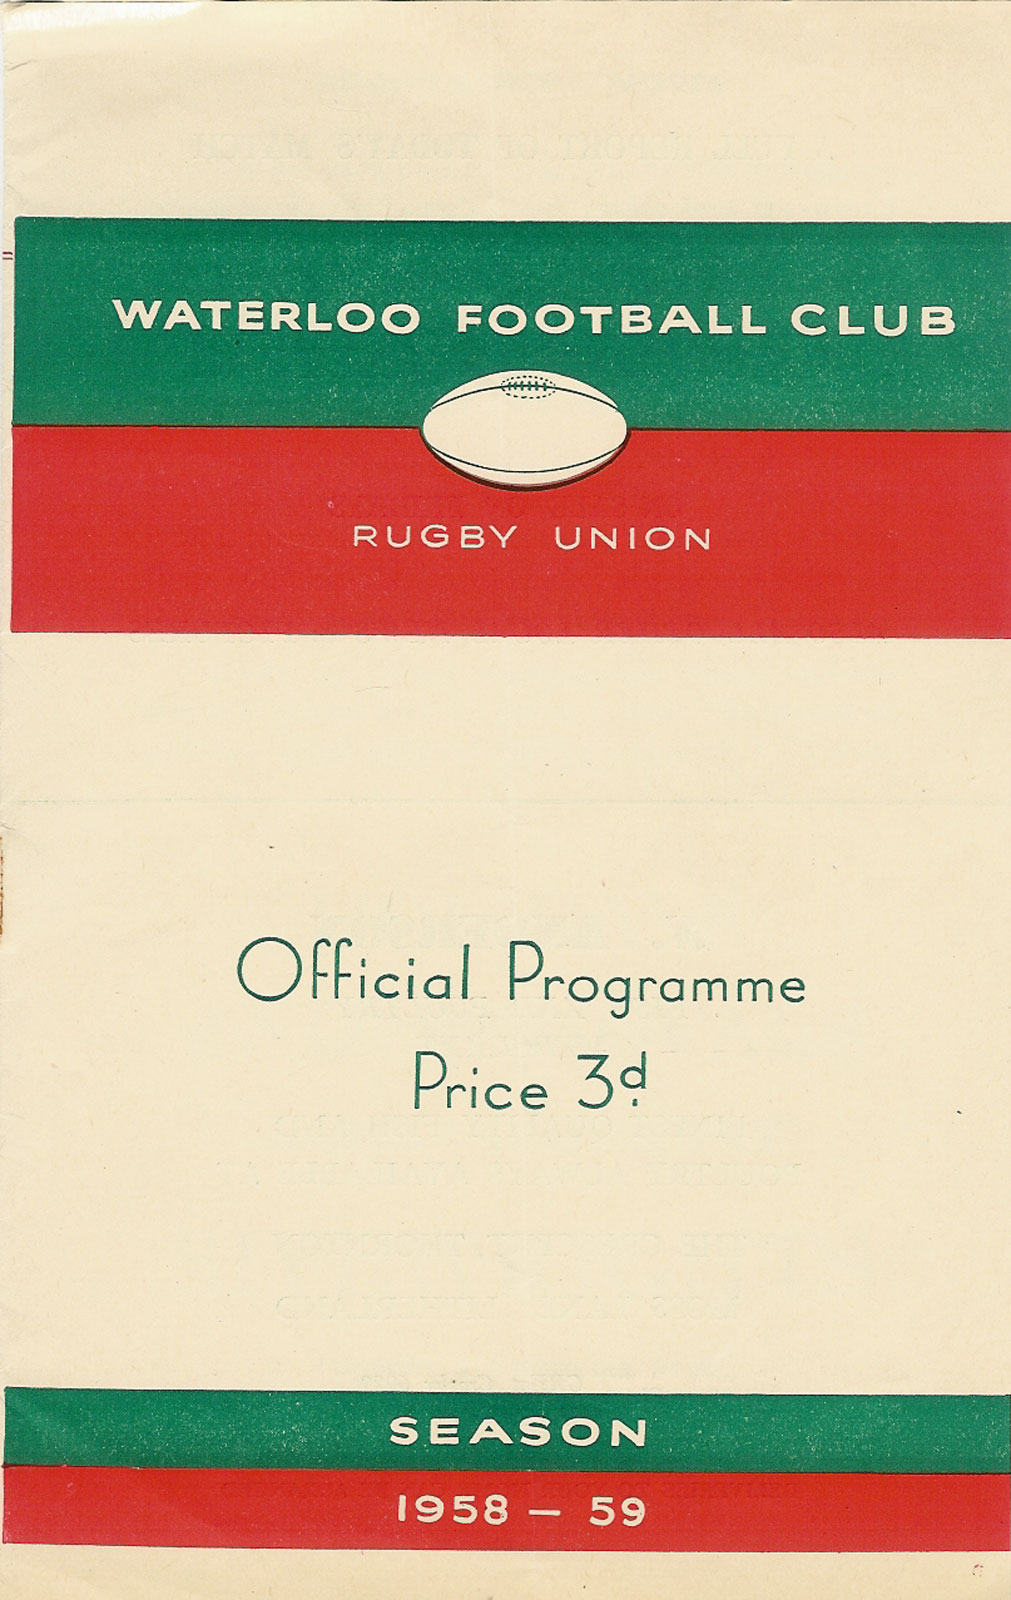 WATERLOO FOOTBALL CLUB
RUGBY UNION
Official Programme
Price 3d.
SEASON
1958 – 59